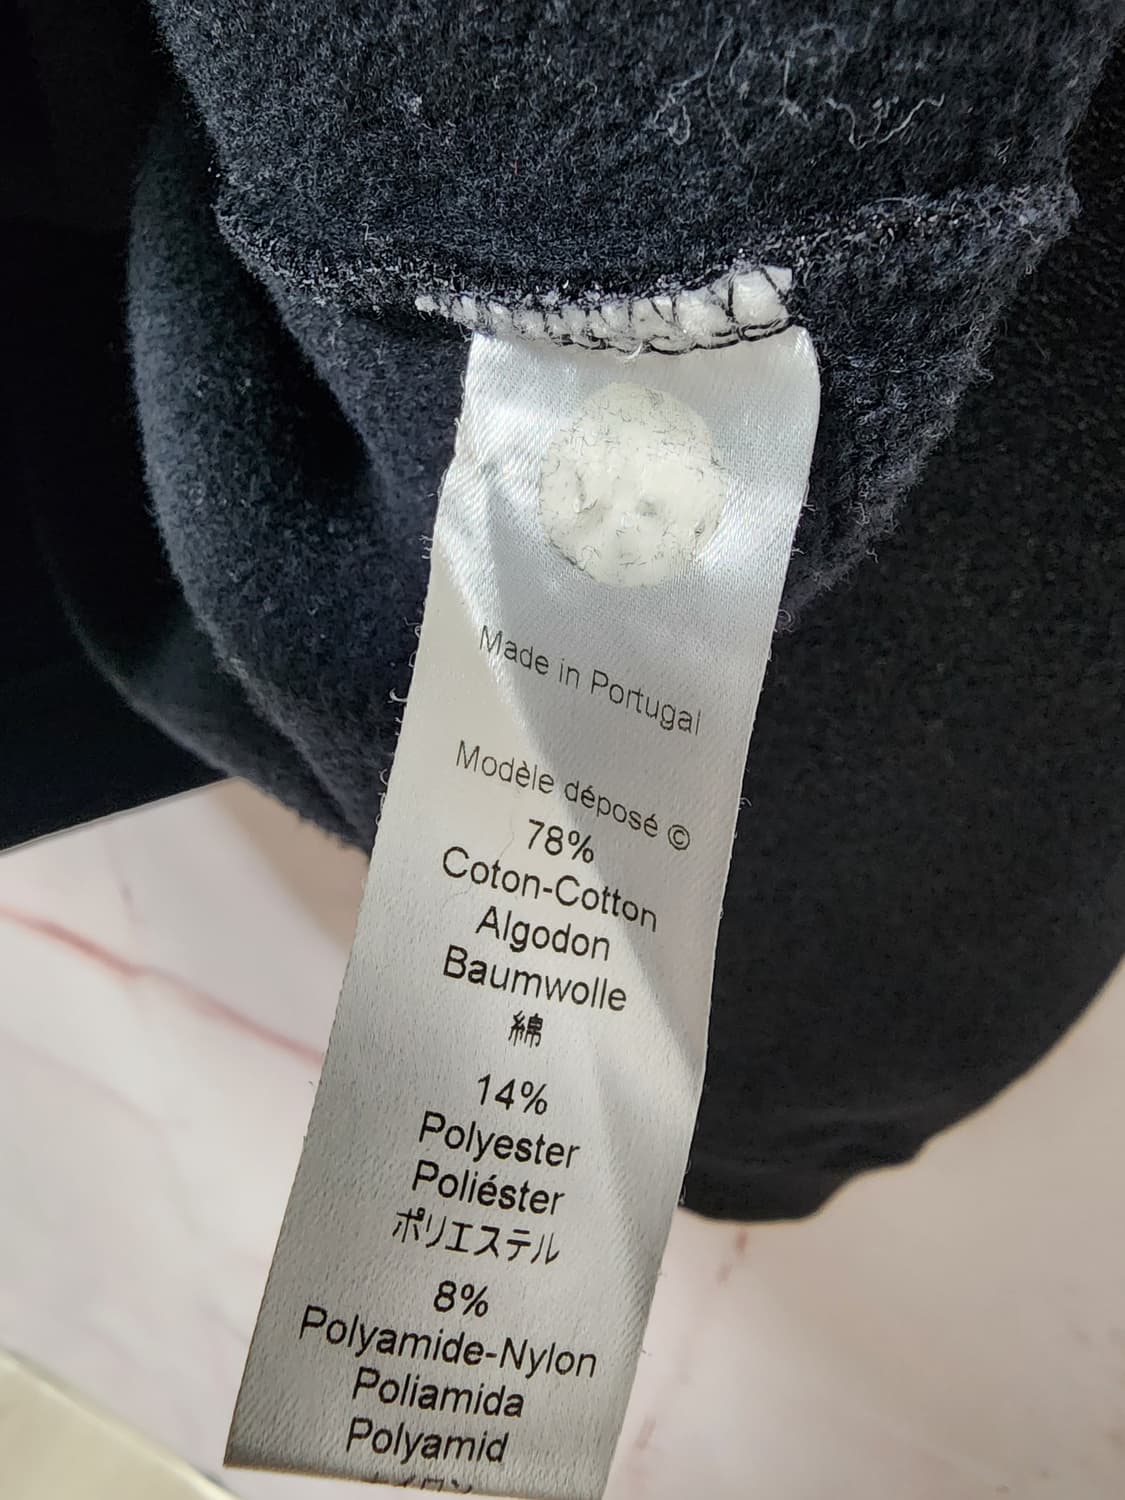 Made in Portugal
Modèle déposé ©
78%
Coton-Cotton
Algodon
Baumwolle
綿
14%
Polyester
Poliéster
ポリエステル
8%
Polyamide-Nylon
Poliamida
Polyamid